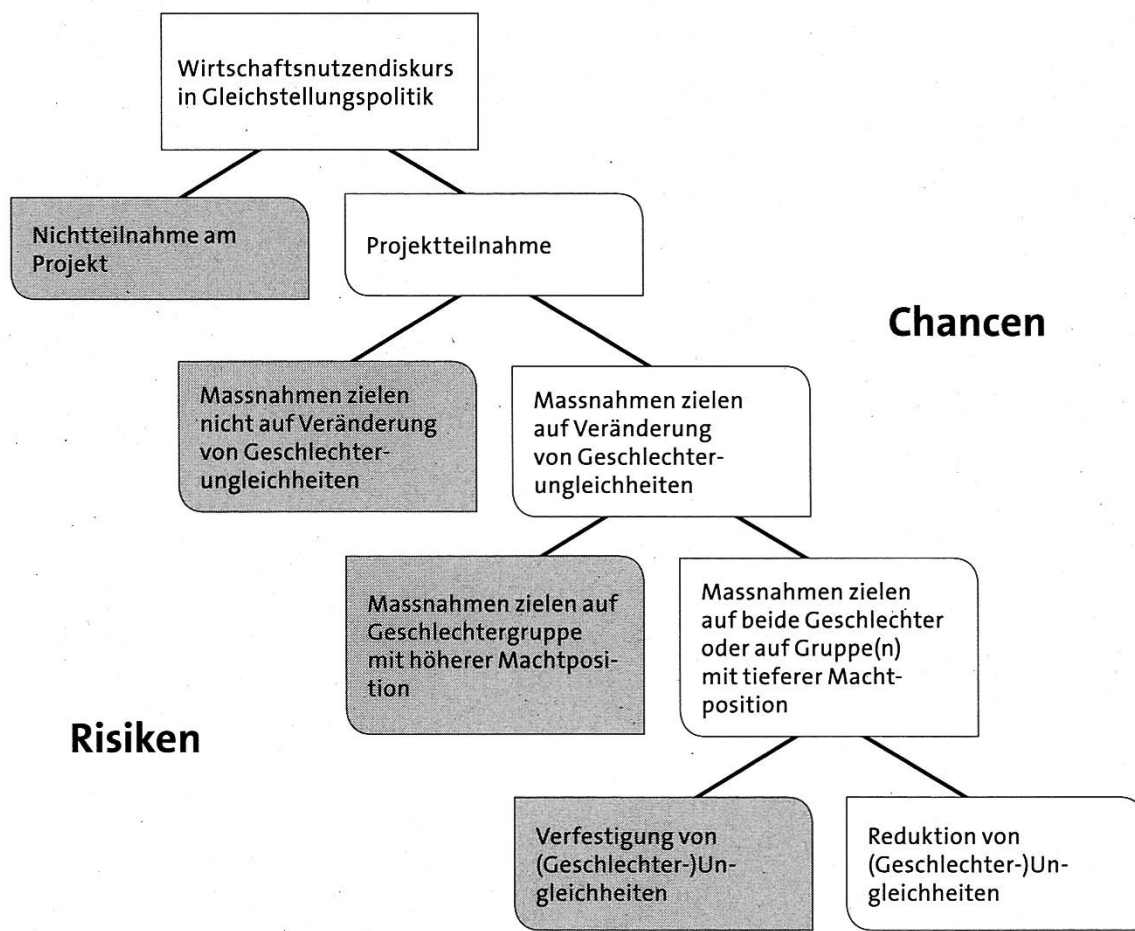 Wirtschaftsnutzendiskurs
in Gleichstellungspolitik
Nichtteilnahme am
Projekt
Projektteilnahme
Chancen
Massnahmen zielen
nicht auf Veränderung
von Geschlechter-
ungleichheiten
Massnahmen zielen
auf Veränderung
von Geschlechter-
ungleichheiten
Massnahmen zielen auf
Geschlechtergruppe
mit höherer Machtposi-
tion
Massnahmen zielen
auf beide Geschlechter
oder auf Gruppe(n)
mit tieferer Macht-
position
Risiken
Verfestigung von
(Geschlechter-)Un-
gleichheiten
Reduktion von
(Geschlechter-)Un-
gleichheiten